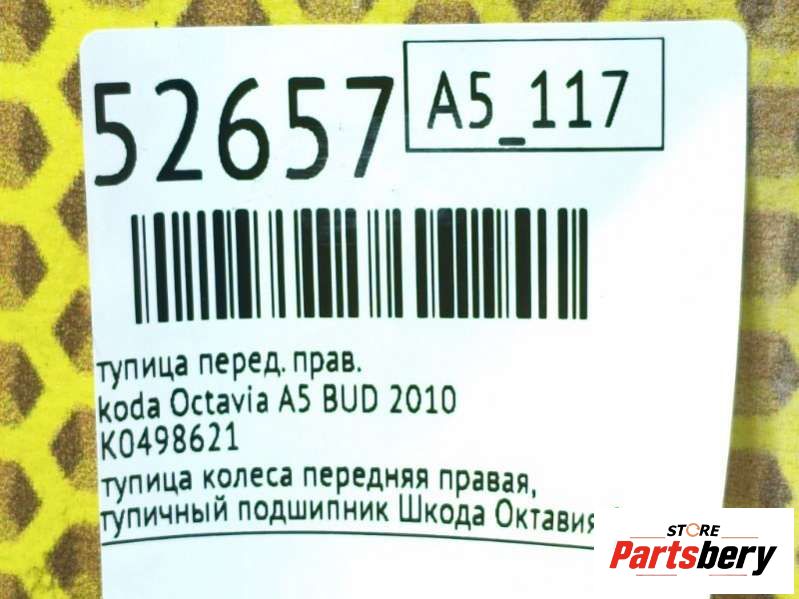 52657
A5_117
тупица перед. прав.
koda Octavia A5 BUD 2010
K0498621
тупица колеса передняя правая,
тупичный подшипник Шкода Октавия
STORE
Partsbery